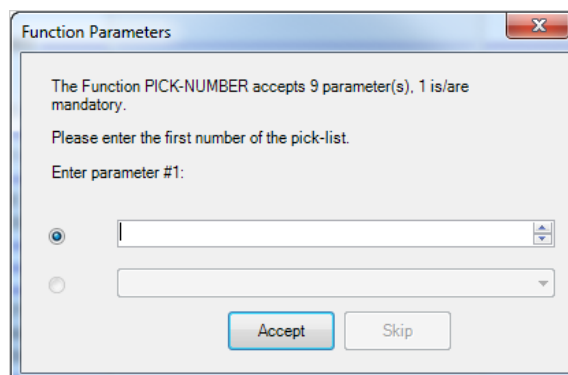 Function Parameters
The Function PICK-NUMBER accepts 9 parameter(s), 1 is/are
mandatory.
Please enter the first number of the pick-list.
Enter parameter #1:
Accept Skip